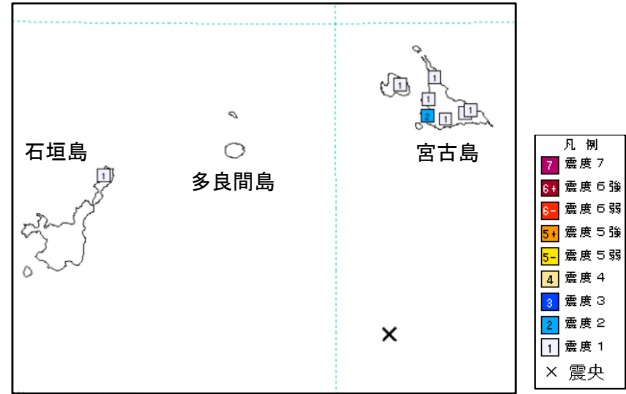 1
1
1
1
2
1
1
1
石垣島
多良間島
宮古島
凡 例
7 震度７
6+ 震度６強
6- 震度６弱
5+ 震度５強
5- 震度５弱
4 震度４
3 震度３
2 震度２
1 震度１
× 震央